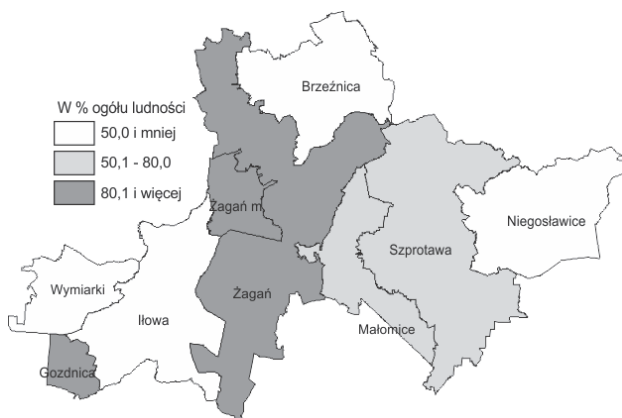 Brzeźnica
W % ogółu ludności
50,0 i mniej
50,1 - 80,0
80,1 i więcej
Żagań m
Niegosławice
Szprotawa
Wymiarki
Żagań
Iłowa
Małomice
Gozdnica